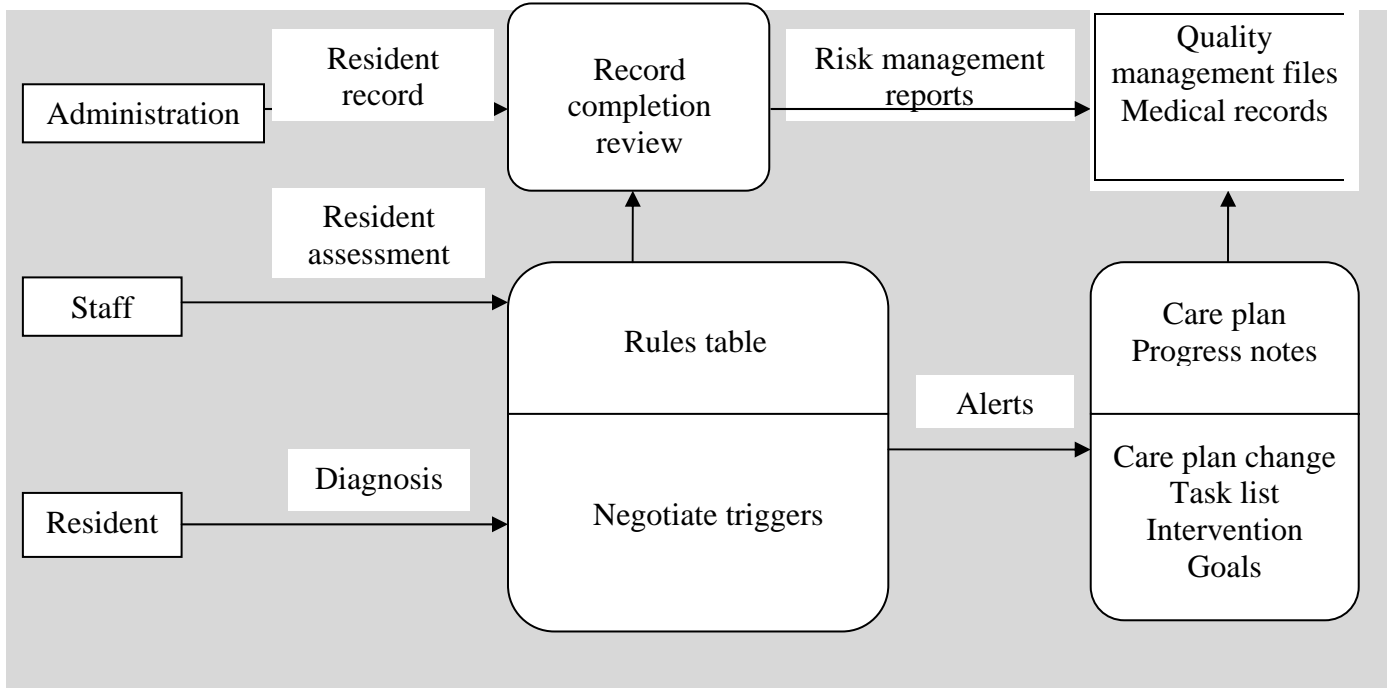 Administration
Resident
record
Record
completion
review
Risk management
reports
Quality
management files
Medical records
Staff
Resident
assessment
Rules table
Care plan
Progress notes
Alerts
Resident
Diagnosis
Negotiate triggers
Care plan change
Task list
Intervention
Goals